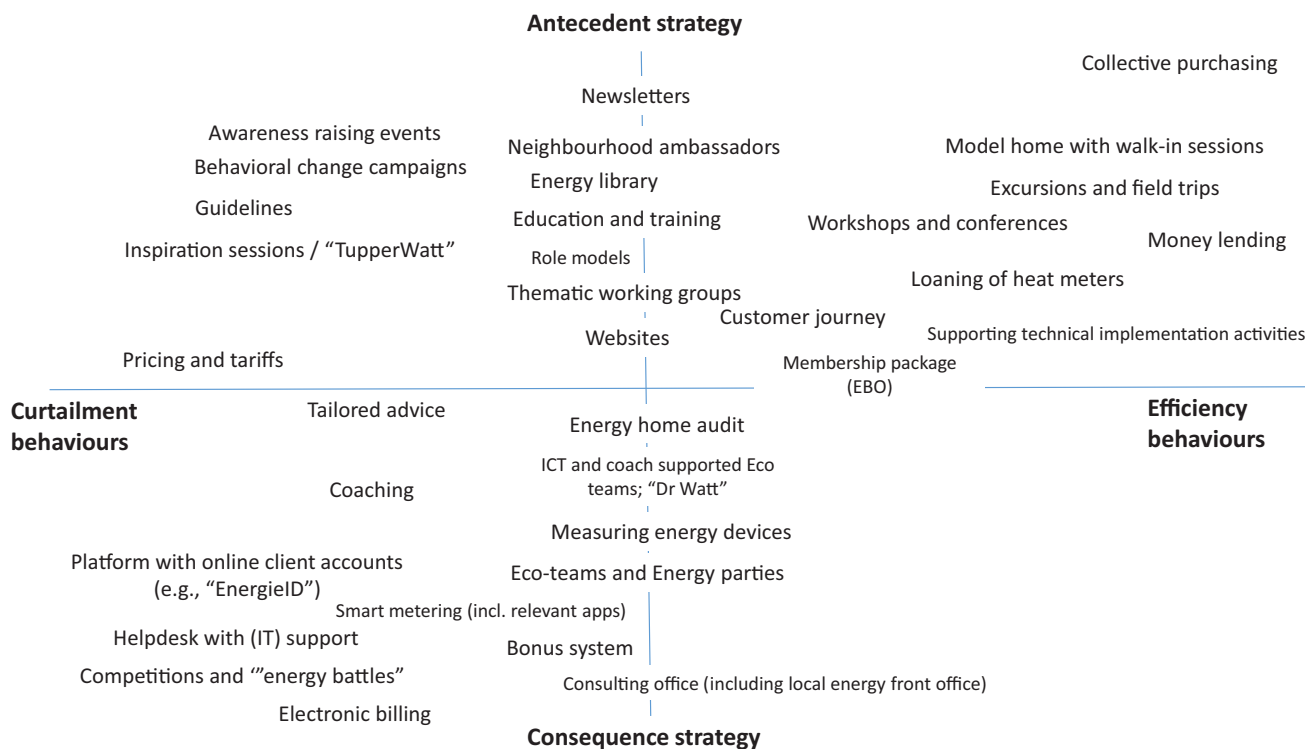 Antecedent strategy
Collective purchasing
Newsletters
Awareness raising events
Neighbourhood ambassadors
Model home with walk-in sessions
Behavioral change campaigns
Energy library
Excursions and field trips
Guidelines
Education and training
Workshops and conferences
Money lending
Inspiration sessions / “TupperWatt”
Role models
Loaning of heat meters
Thematic working groups
Customer journey
Websites
Supporting technical implementation activities
Pricing and tariffs
Membership package
(EBO)
Curtailment
behaviours
Tailored advice
Efficiency
behaviours
Energy home audit
ICT and coach supported Eco
teams; “Dr Watt”
Coaching
Measuring energy devices
Platform with online client accounts
(e.g., “EnergieID”)
Eco-teams and Energy parties
Smart metering (incl. relevant apps)
Helpdesk with (IT) support
Bonus system
Competitions and ‘”energy battles”
Consulting office (including local energy front office)
Electronic billing
Consequence strategy